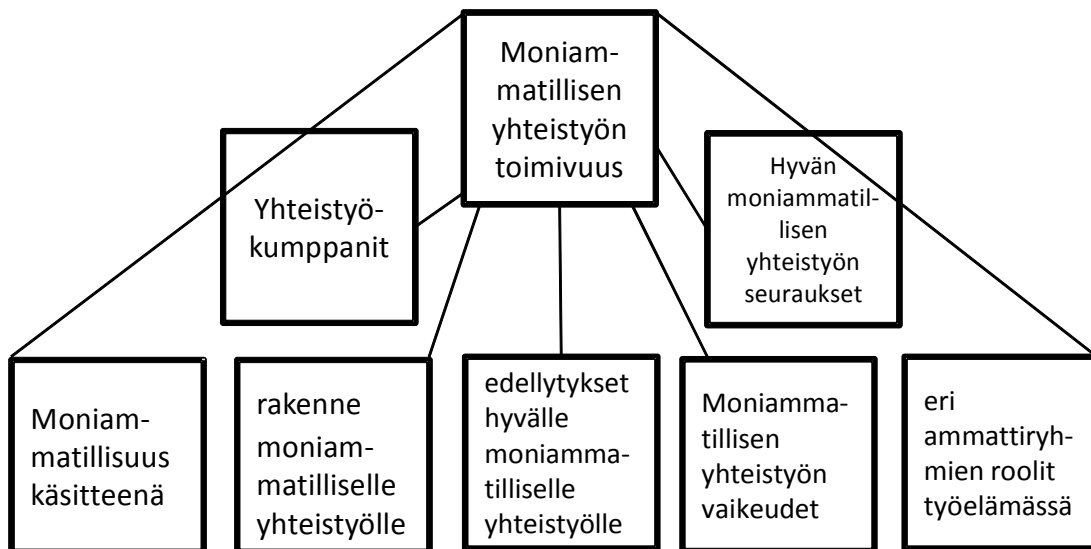 Moniam-
matillisen
yhteistyön
toimivuus
Yhteistyö-
kumppanit
Hyvän
moniammatil-
lisen
yhteistyön
seuraukset
Moniam-
matillisuus
käsitteenä
rakenne
moniam-
matilliselle
yhteistyölle
edellytykset
hyvälle
moniamma-
tilliselle
yhteistyölle
Moniamma-
tillisen
yhteistyön
vaikeudet
eri
ammattiryh-
mien roolit
työelämässä